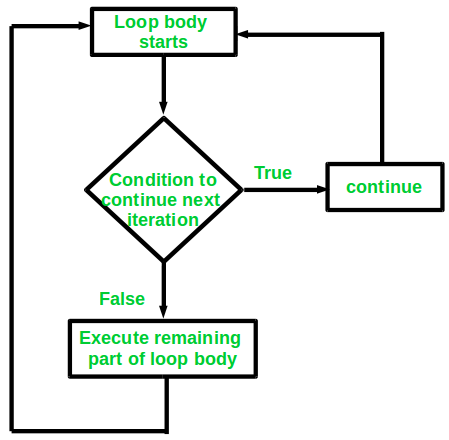 Loop body
starts
Condition to
continue next
iteration
True
continue
False
Execute remaining
part of loop body